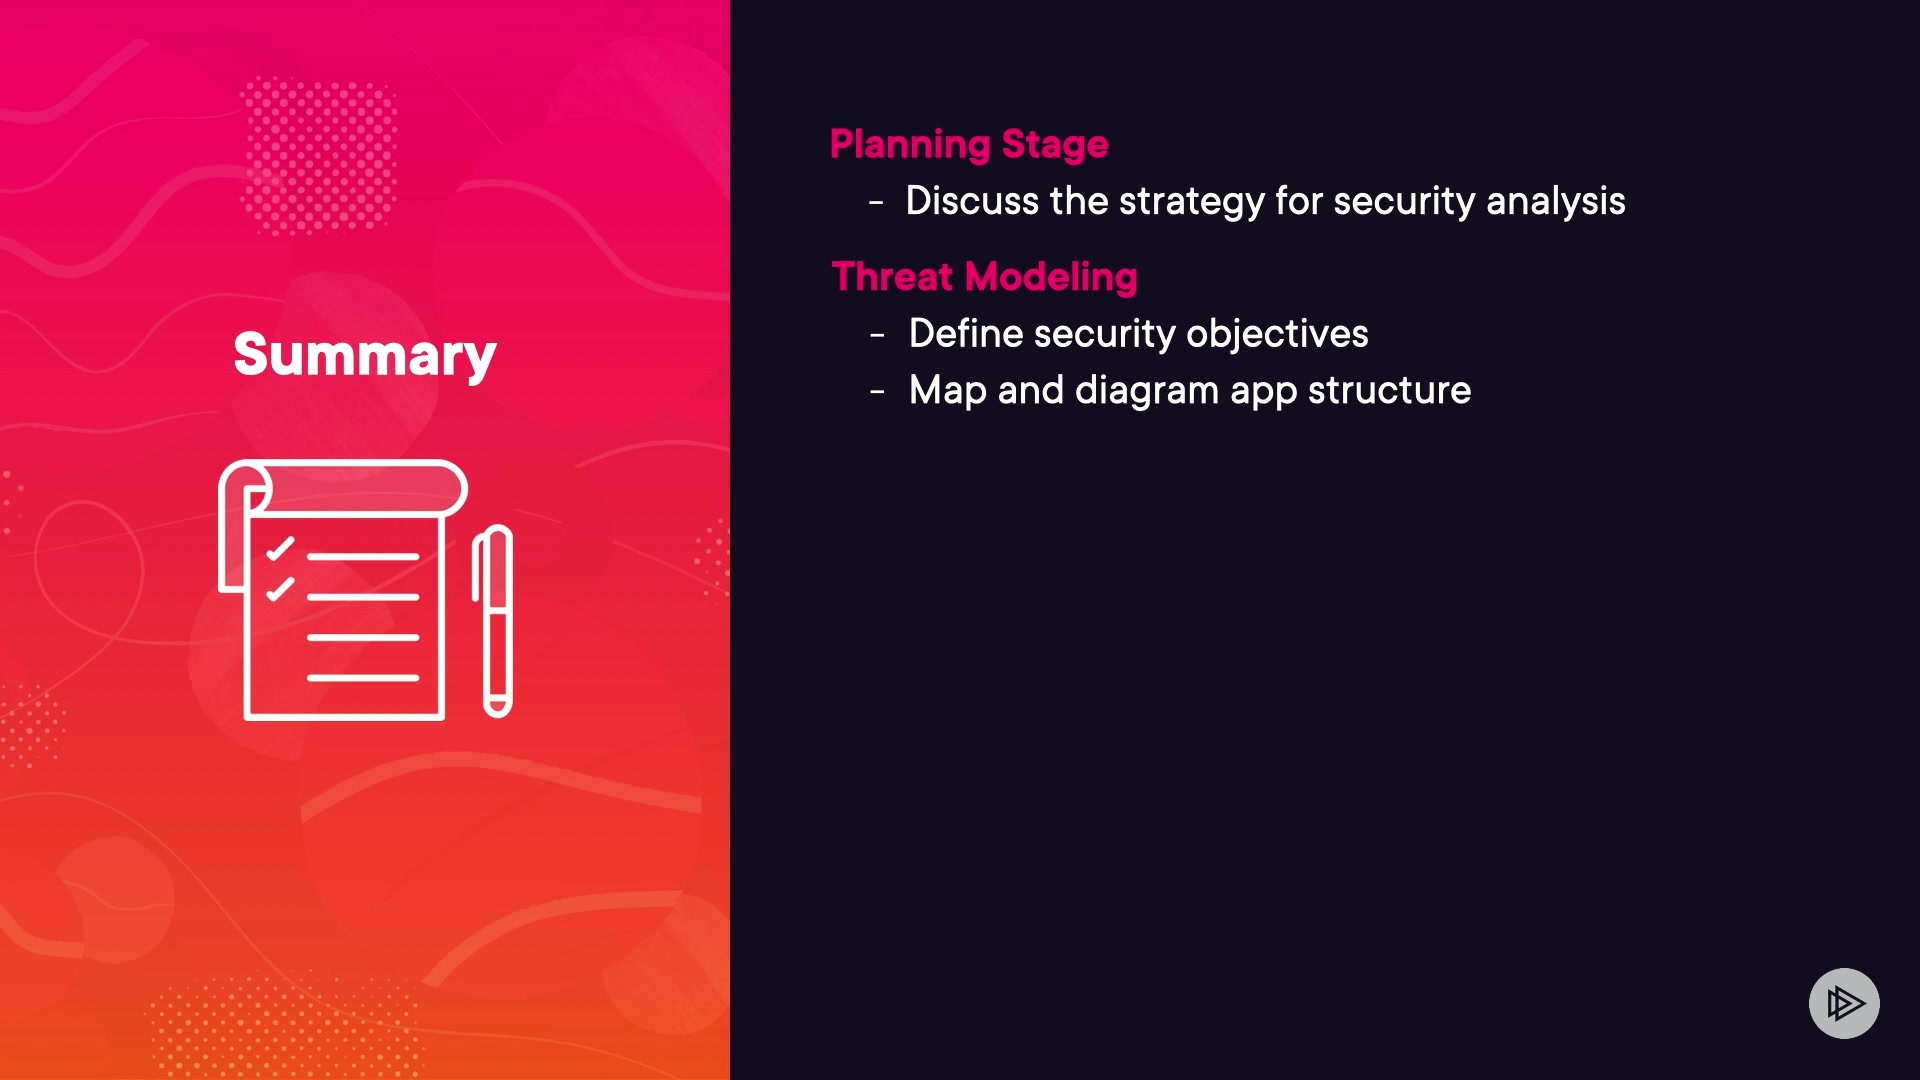 Summary
Planning Stage
- Discuss the strategy for security analysis
Threat Modeling
- Define security objectives
- Map and diagram app structure